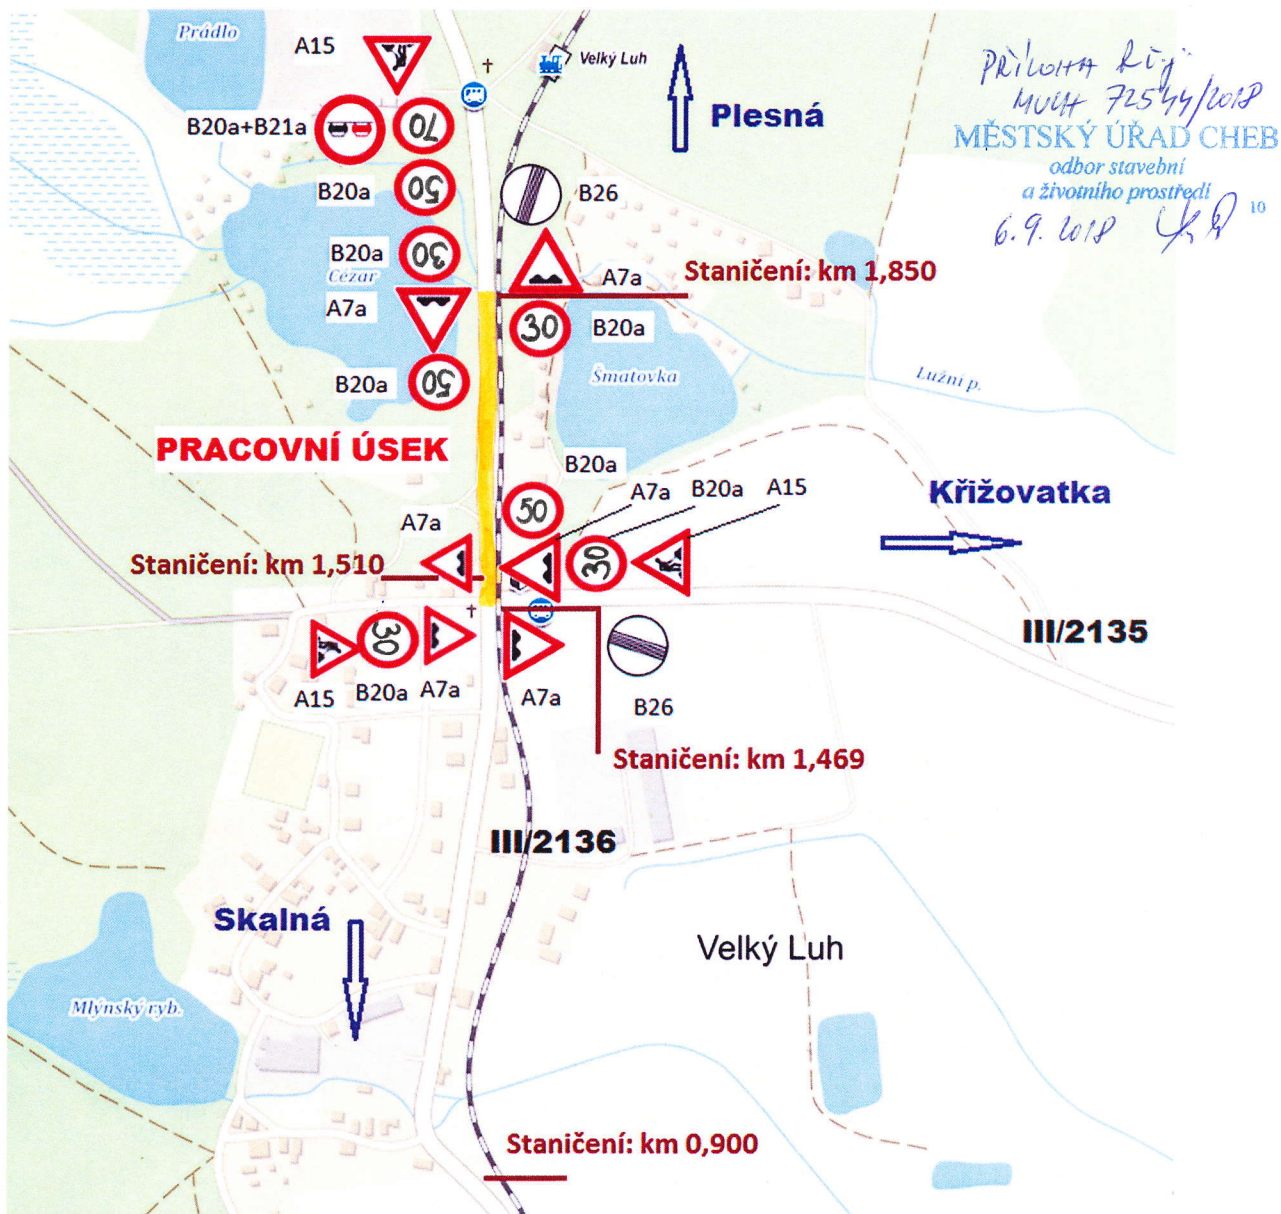 Prádlo
A15
Velký Luh
PŘÍLOHA
72544/2018
MĚSTSKÝ ÚŘAD CHEB
odbor stavební
a životního prostředí
10
6.9.2018
Plesná
B20a+B21a
70
B20a
50
B26
B20a
30
Cézar
A7a
Staničení: km 1,850
A7a
30
B20a
B20a
50
Šmatovka
Lužní p.
PRACOVNÍ ÚSEK
B20a
A7a
B20a
A15
Křižovatka
50
A7a
30
Staničení: km 1,510
III/2135
30
A15
B20a
A7a
A7a
B26
Staničení: km 1,469
III/2136
Skalná
Velký Luh
Mlýnský ryb.
Staničení: km 0,900